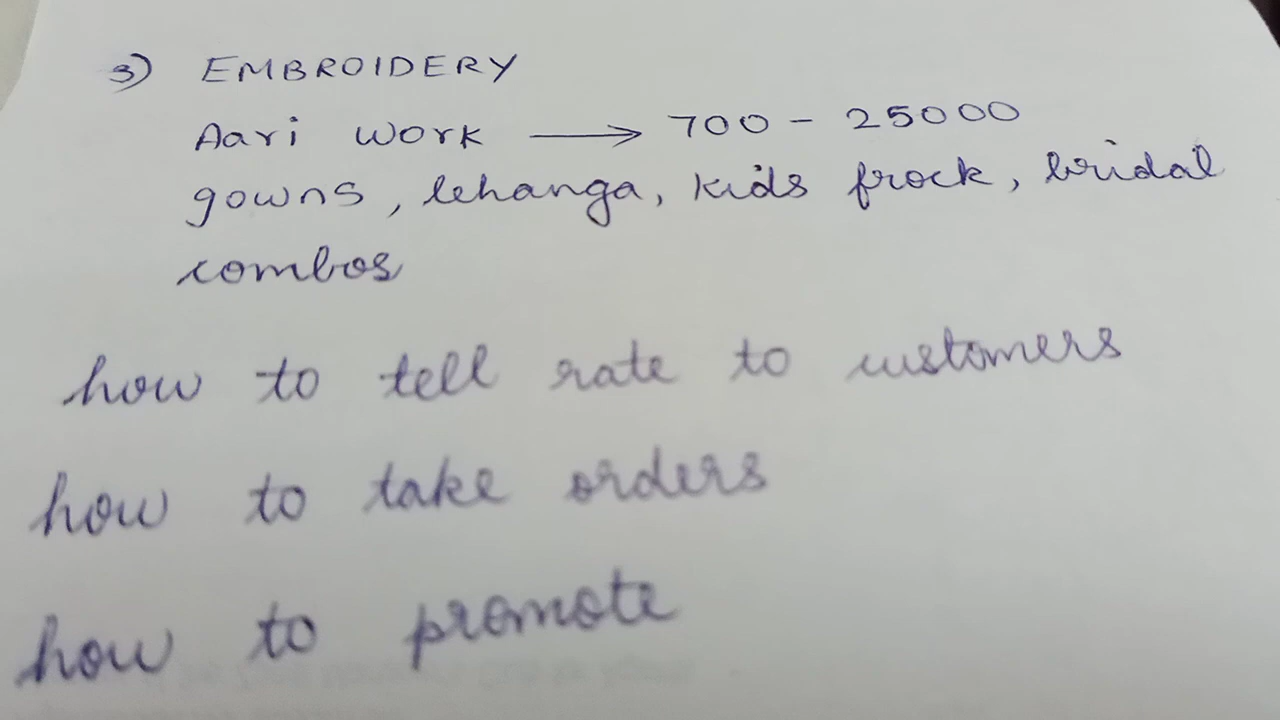 3) EMBROIDERY
Aari work → 700 - 25000
gowns, lehanga, kids frock, bridal
combos
how to tell rate to customers
how to take orders
how to promote